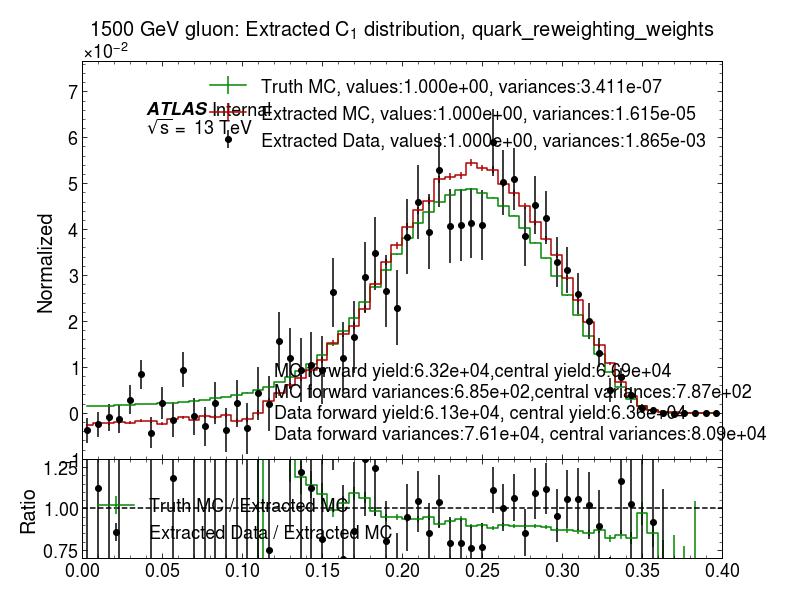 1500 GeV gluon: Extracted C₁ distribution, quark_reweighting_weights
×10⁻²
Truth MC, values:1.000e+00, variances:3.411e-07
ATLAS Internal
Extracted MC, values:1.000e+00, variances:1.615e-05
√s = 13 TeV
Extracted Data, values:1.000e+00, variances:1.865e-03
7
6
5
4
3
2
1
0
Normalized
MC forward yield:6.32e+04,central yield:6.69e+04
MC forward variances:6.85e+02,central variances:7.87e+02
Data forward yield:6.13e+04, central yield:6.36e+04
Data forward variances:7.61e+04, central variances:8.09e+04
1.25
1.00
0.75
Ratio
Truth MC / Extracted MC
Extracted Data / Extracted MC
0.00 0.05 0.10 0.15 0.20 0.25 0.30 0.35 0.40